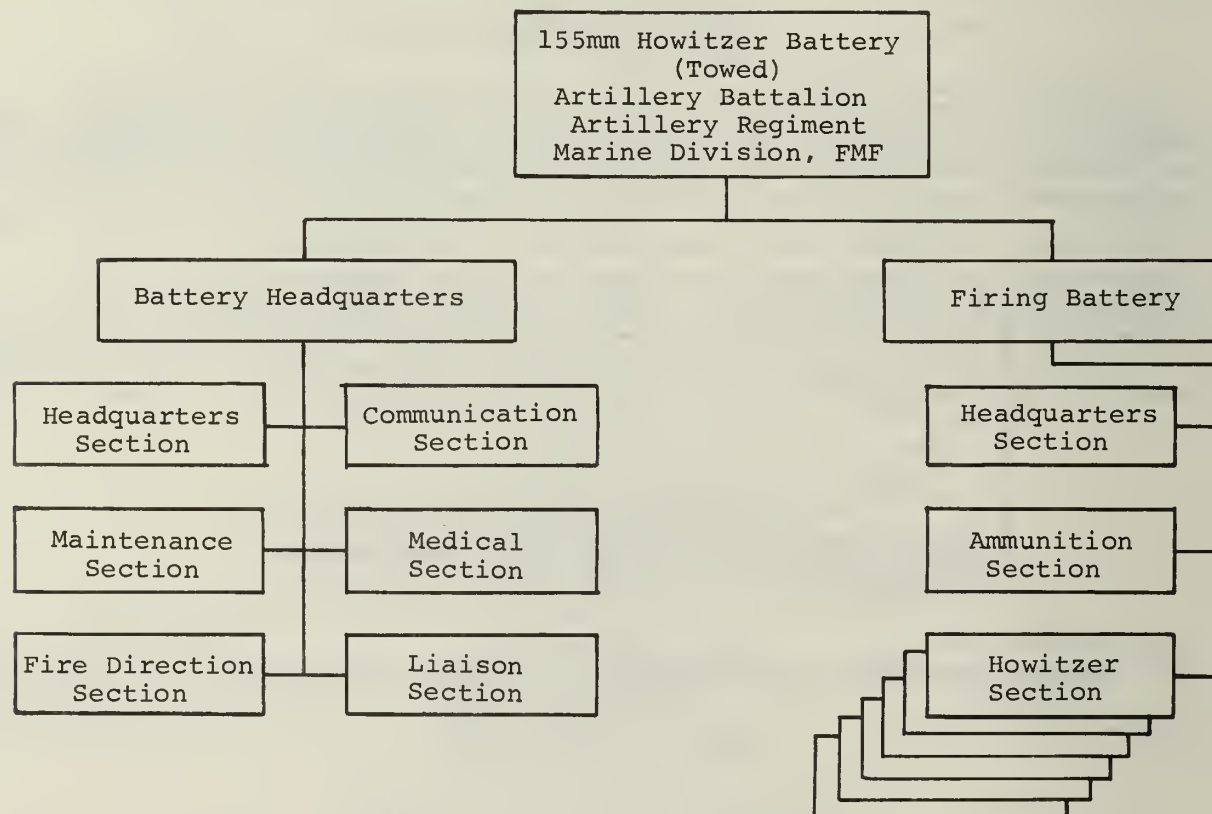 155mm Howitzer Battery
(Towed)
Artillery Battalion
Artillery Regiment
Marine Division, FMF
Battery Headquarters
Firing Battery
Headquarters
Section
Communication
Section
Headquarters
Section
Maintenance
Section
Medical
Section
Ammunition
Section
Fire Direction
Section
Liaison
Section
Howitzer
Section